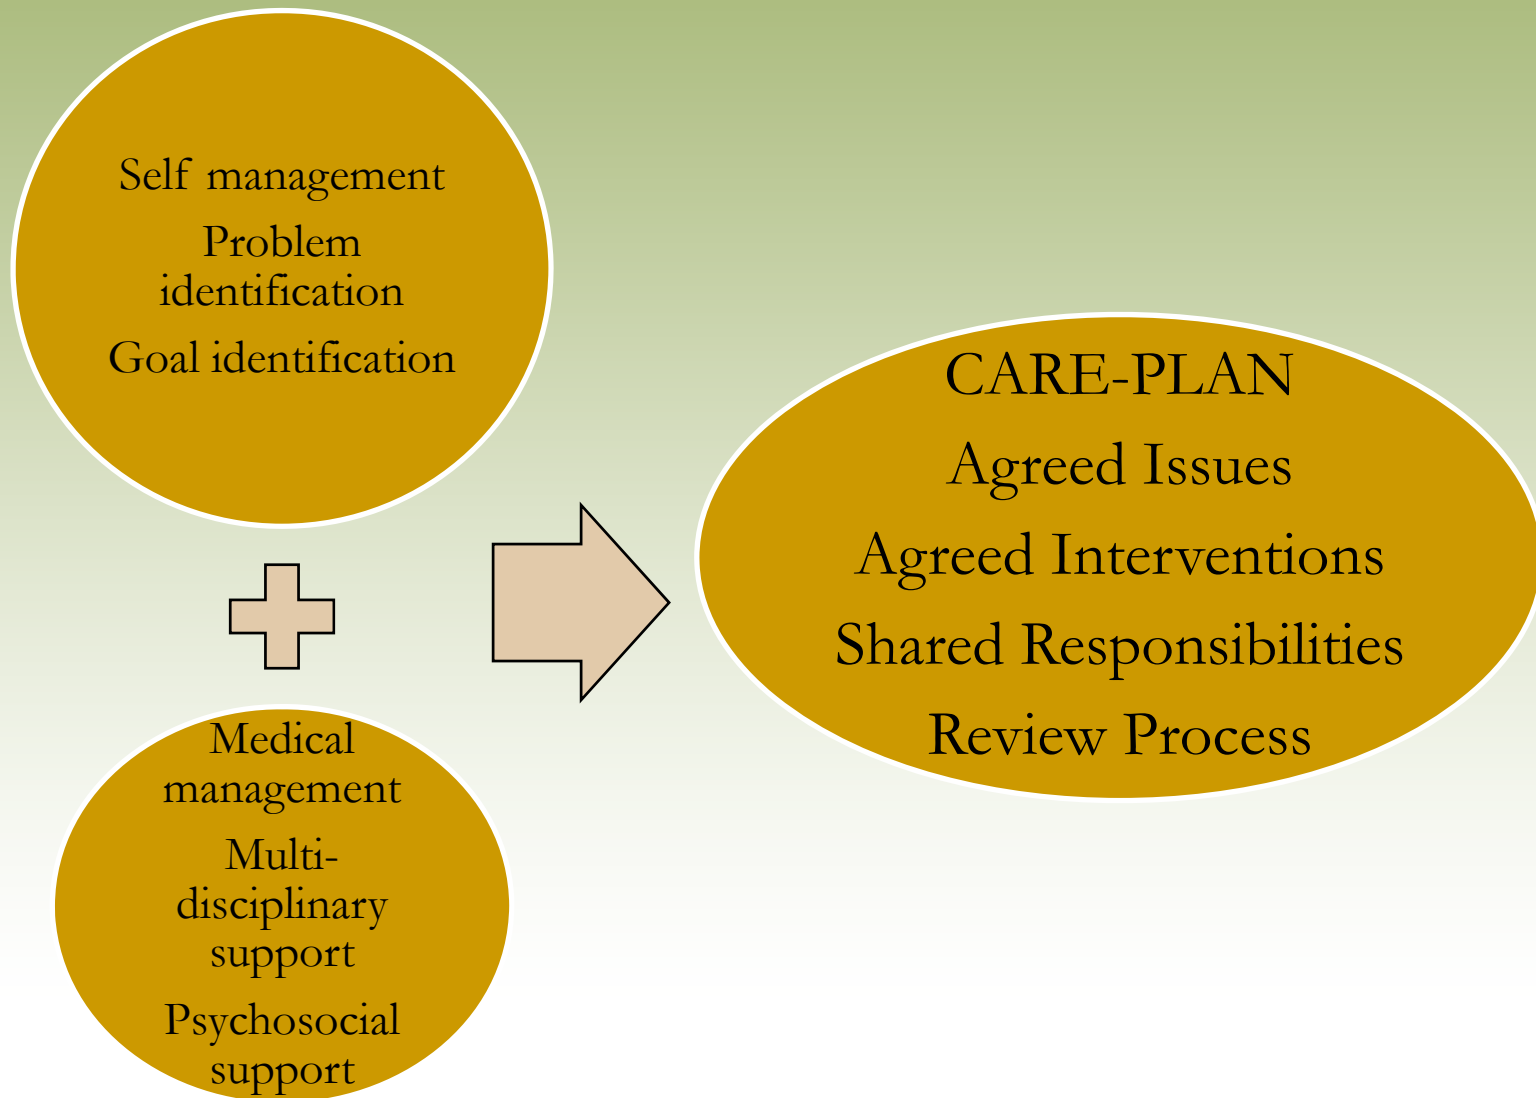 Self management
Problem
identification
Goal identification
Medical
management
Multi-
disciplinary
support
Psychosocial
support
CARE-PLAN
Agreed Issues
Agreed Interventions
Shared Responsibilities
Review Process